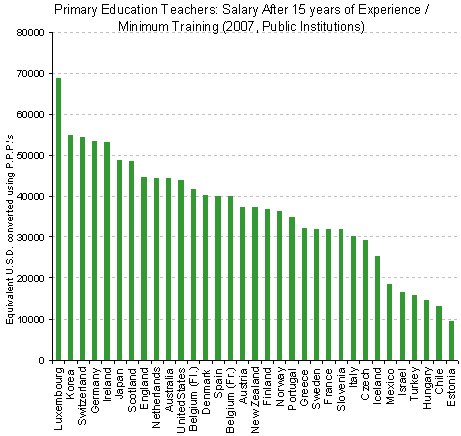 Primary Education Teachers: Salary After 15 years of Experience /
Minimum Training (2007, Public Institutions)
Equivalent U.S.D. converted using P.P.P.'s
80000
70000
60000
50000
40000
30000
20000
10000
0
Luxembourg
Korea
Switzerland
Germany
Ireland
Japan
Scotland
England
Netherlands
Australia
United States
Belgium (Fl.)
Denmark
Spain
Belgium (Fr.)
Austria
New Zealand
Finland
Norway
Portugal
Greece
Sweden
France
Slovenia
Italy
Czech
Iceland
Mexico
Israel
Turkey
Hungary
Chile
Estonia